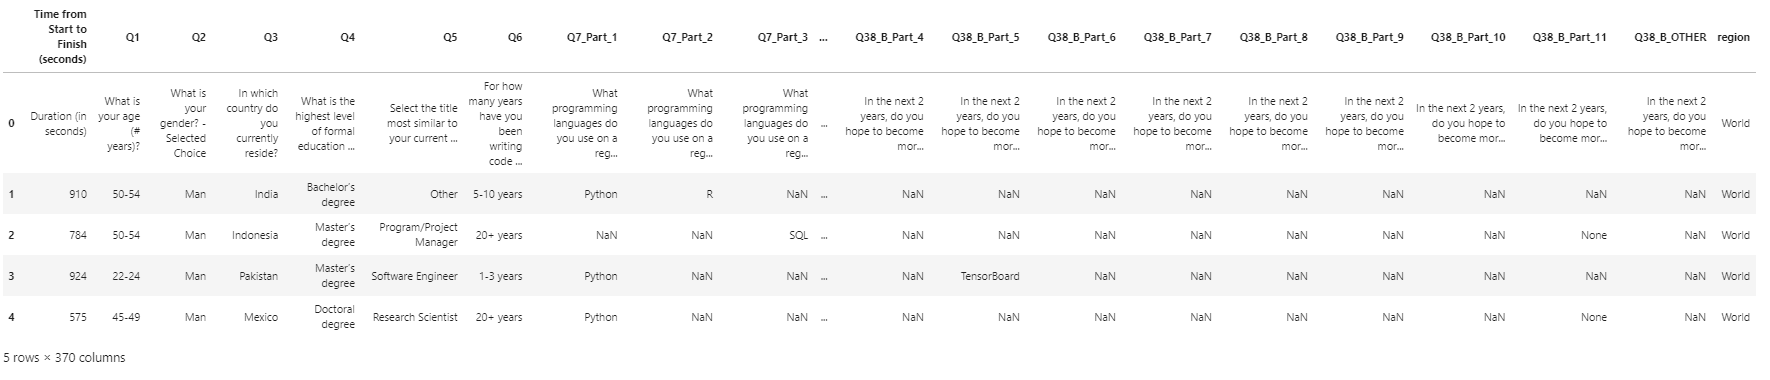 Time from Start to Finish (seconds) Q1 Q2 Q3 Q4 Q5 Q6 Q7_Part_1 Q7_Part_2 Q7_Part_3 ... Q38_B_Part_4 Q38_B_Part_5 Q38_B_Part_6 Q38_B_Part_7 Q38_B_Part_8 Q38_B_Part_9 Q38_B_Part_10 Q38_B_Part_11 Q38_B_OTHER region
0 Duration (in seconds) What is your age (# years)? What is your gender? - Selected Choice In which country do you currently reside? What is the highest level of formal education ... Select the title most similar to your current ... For how many years have you been writing code ... What programming languages do you use on a reg... What programming languages do you use on a reg... What programming languages do you use on a reg... ... In the next 2 years, do you hope to become mor... In the next 2 years, do you hope to become mor... In the next 2 years, do you hope to become mor... In the next 2 years, do you hope to become mor... In the next 2 years, do you hope to become mor... In the next 2 years, do you hope to become mor... In the next 2 years, do you hope to become mor... In the next 2 years, do you hope to become mor... In the next 2 years, do you hope to become mor... World
1 910 50-54 Man India Bachelor's degree Other 5-10 years Python R NaN ... NaN NaN NaN NaN NaN NaN NaN NaN NaN World
2 784 50-54 Man Indonesia Master's degree Program/Project Manager 20+ years NaN NaN SQL ... NaN NaN NaN NaN NaN NaN NaN None NaN World
3 924 22-24 Man Pakistan Master's degree Software Engineer 1-3 years Python NaN NaN ... NaN TensorBoard NaN NaN NaN NaN NaN NaN NaN World
4 575 45-49 Man Mexico Doctoral degree Research Scientist 20+ years Python NaN NaN ... NaN NaN NaN NaN NaN NaN NaN None NaN World
5 rows × 370 columns